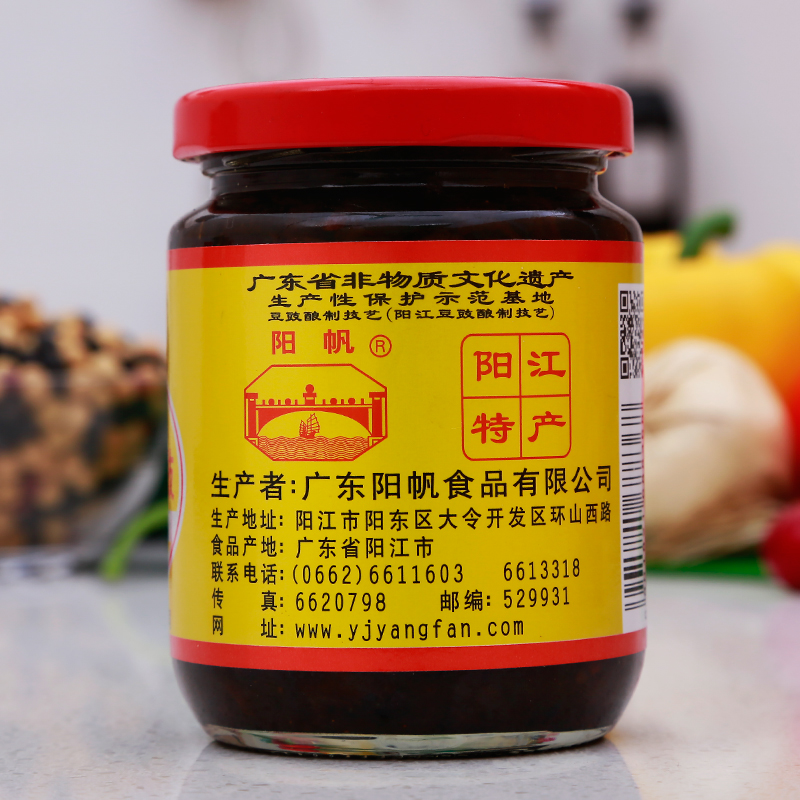 广东省非物质文化遗产
生产性保护示范基地
豆豉酿制技艺(阳江豆豉酿制技艺)
阳帆®
阳江
特产
生产者:广东阳帆食品有限公司
生产地址: 阳江市阳东区大令开发区环山西路
食品产地: 广东省阳江市
联系电话:(0662)6611603 6613318
传 真: 6620798 邮编: 529931
网 址: www.yjyangfan.com